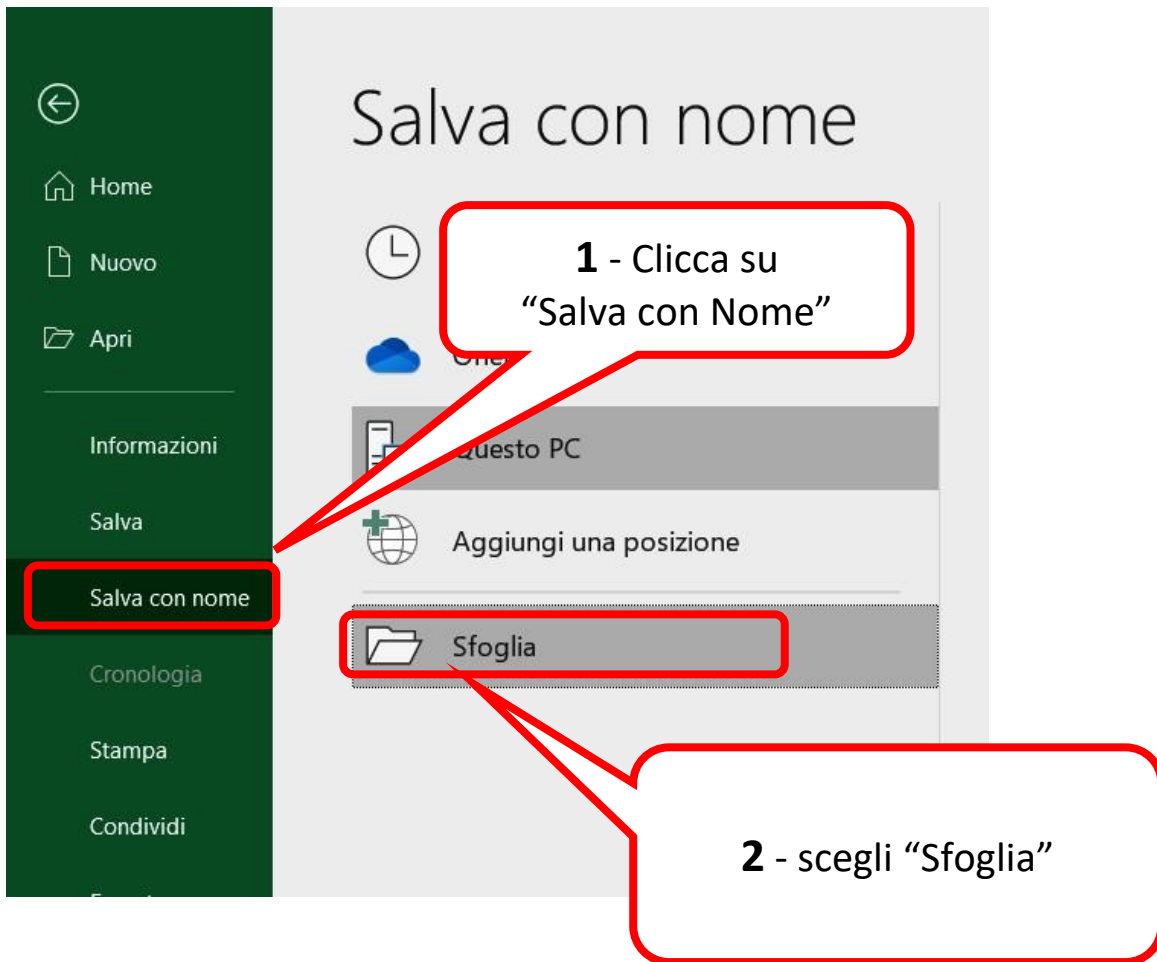 Salva con nome
Home
Nuovo
Apri
Informazioni
Salva
Salva con nome
Cronologia
Stampa
Condividi
1 - Clicca su
“Salva con Nome”
Questo PC
Aggiungi una posizione
Sfoglia
2 - scegli “Sfoglia”